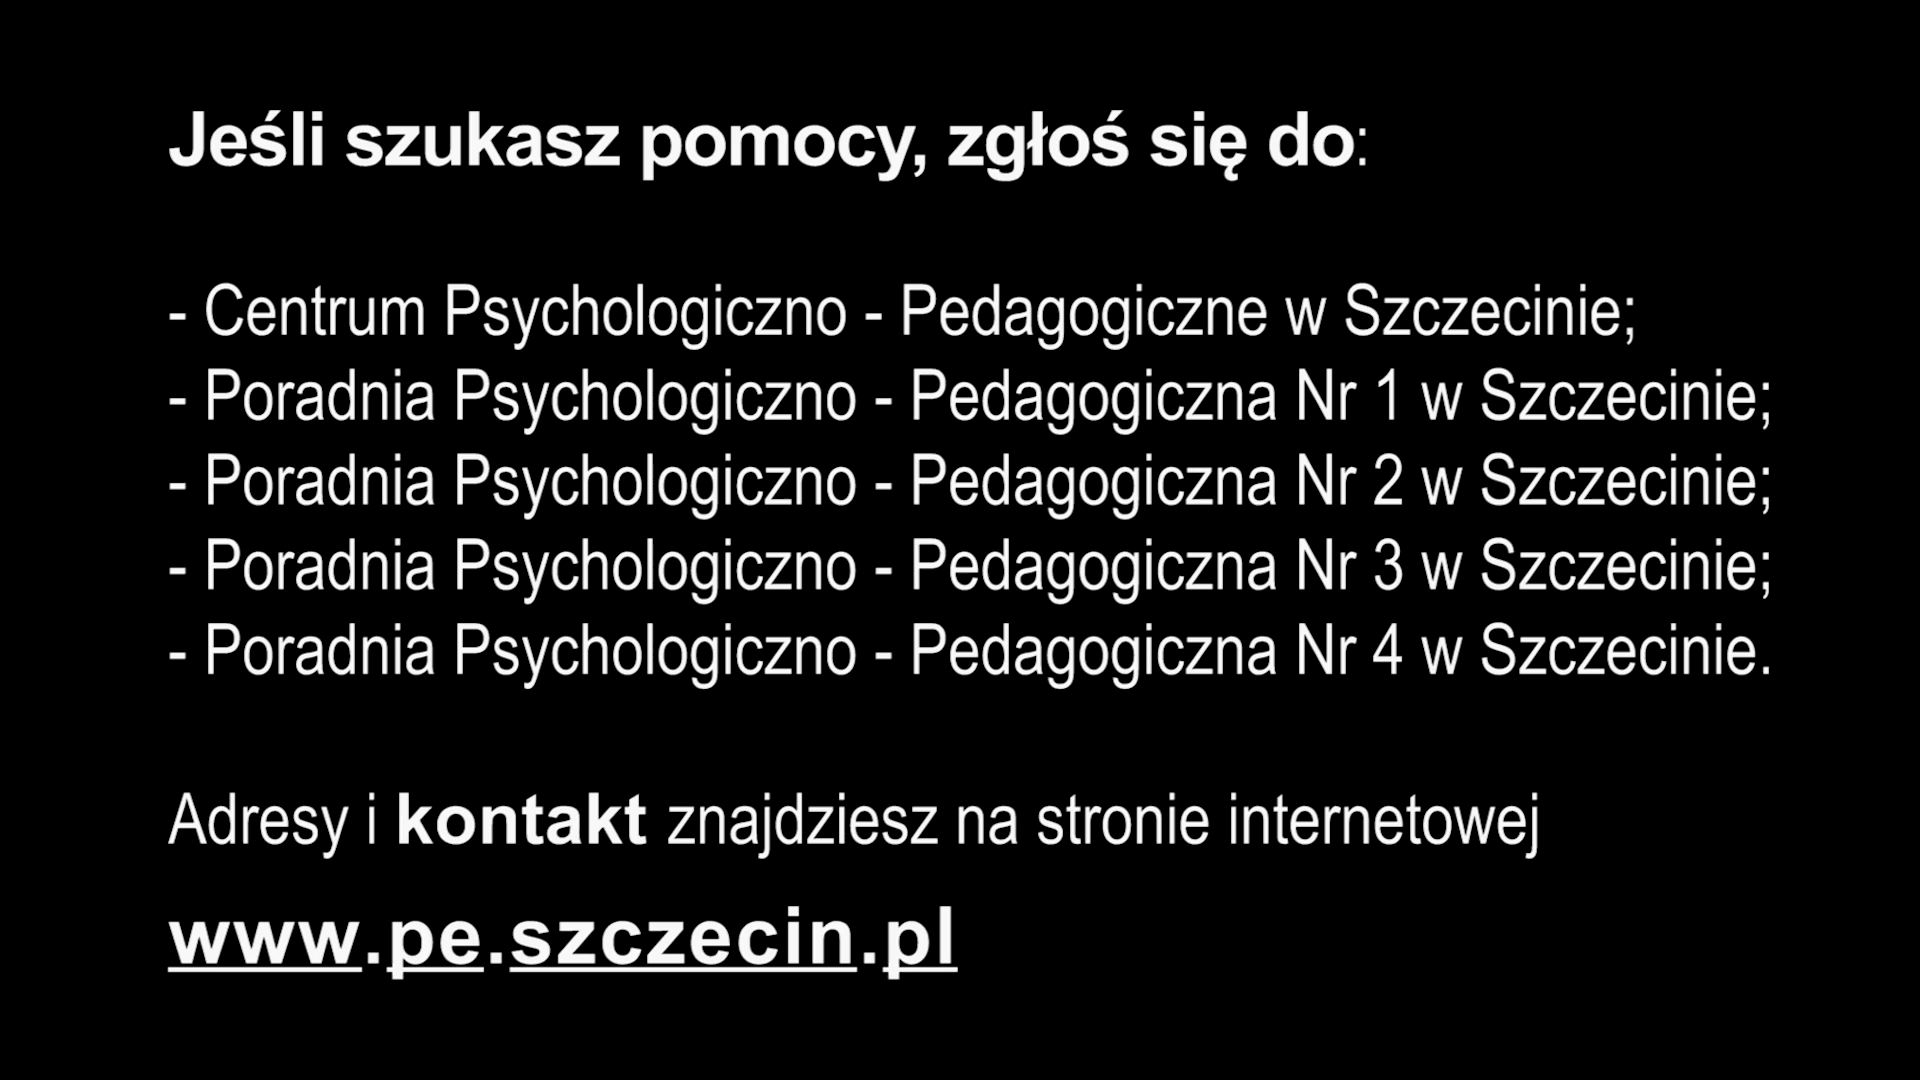 Jeśli szukasz pomocy, zgłoś się do:
- Centrum Psychologiczno - Pedagogiczne w Szczecinie;
- Poradnia Psychologiczno - Pedagogiczna Nr 1 w Szczecinie;
- Poradnia Psychologiczno - Pedagogiczna Nr 2 w Szczecinie;
- Poradnia Psychologiczno - Pedagogiczna Nr 3 w Szczecinie;
- Poradnia Psychologiczno - Pedagogiczna Nr 4 w Szczecinie.
Adresy i kontakt znajdziesz na stronie internetowej
www.pe.szczecin.pl